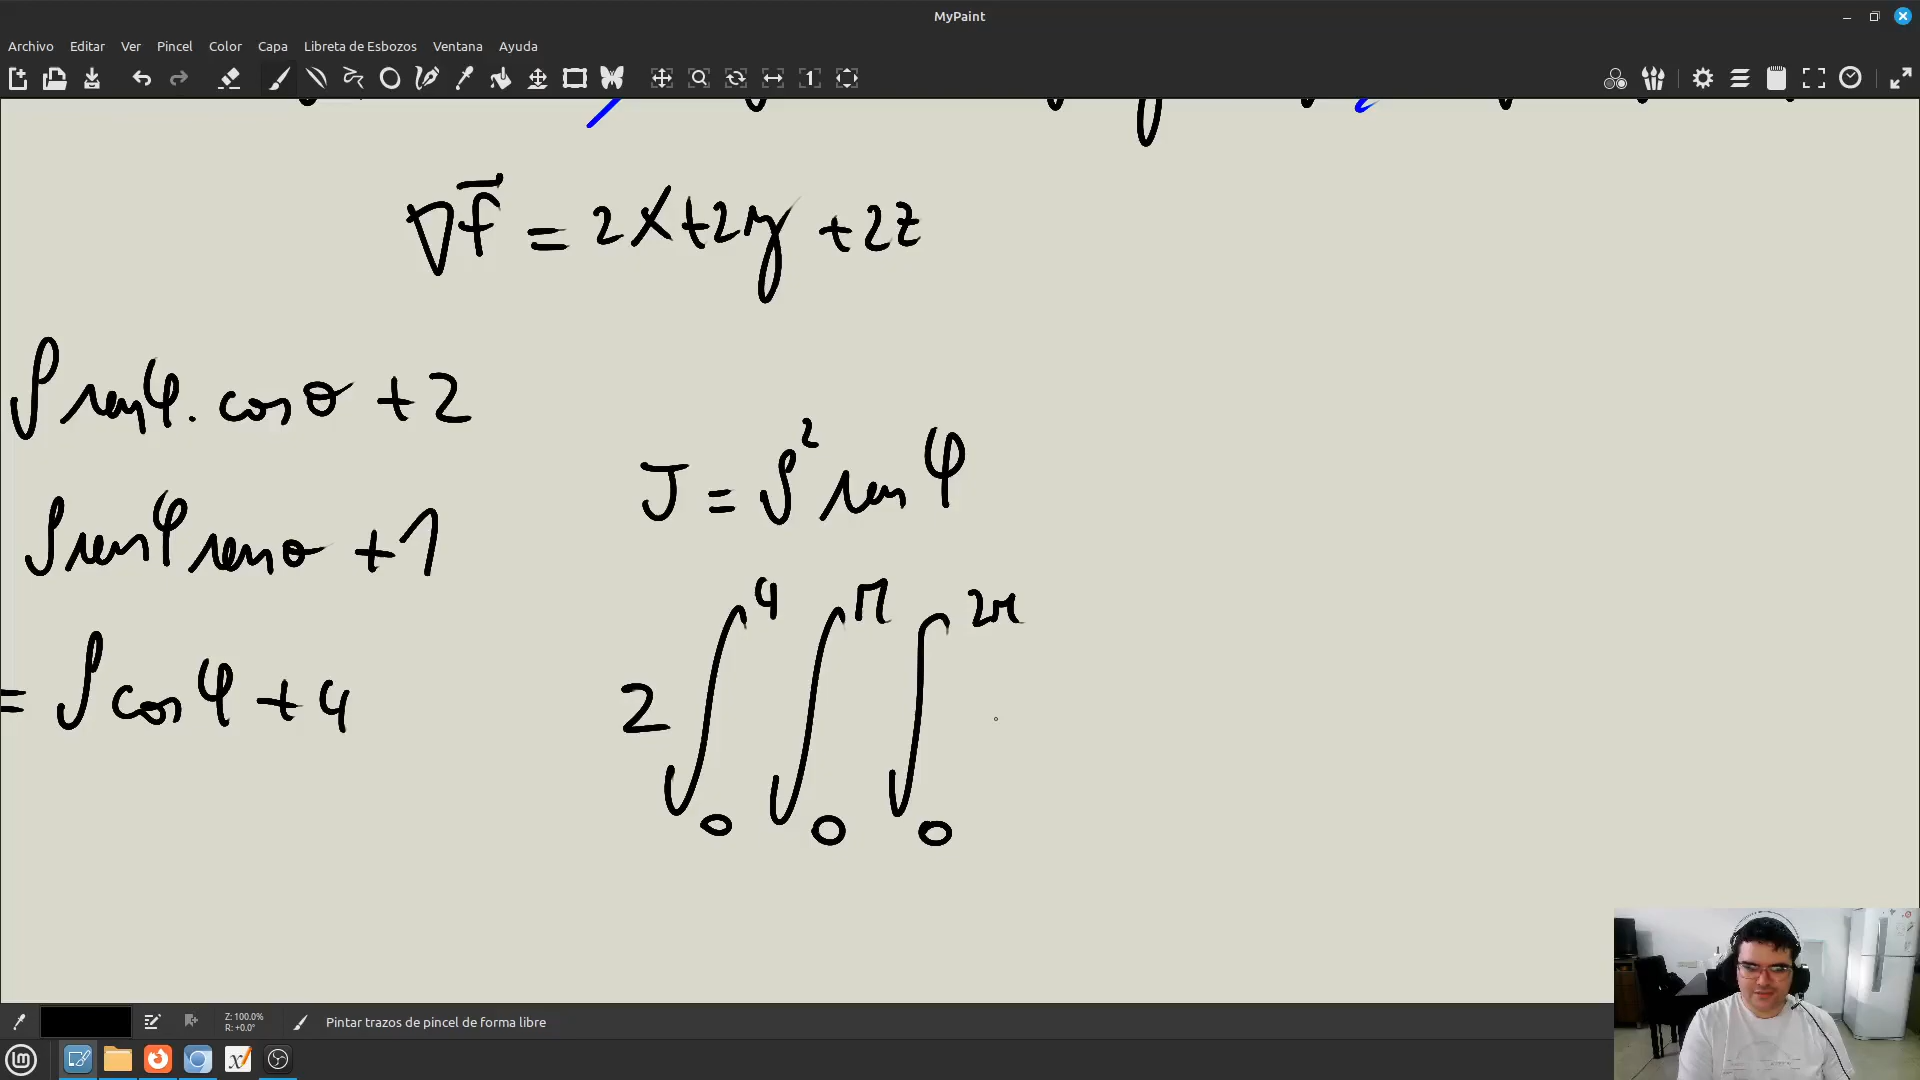 MyPaint
Archivo Editar Ver Pincel Color Capa Libreta de Esbozos Ventana Ayuda
∇f̄ = 2x+2y +2z
ρ sen φ . cos θ + 2
J = ρ² sen φ
ρ sen φ sen θ + 1
= ρ cos φ + 4
2 ∫₀⁴ ∫₀^π ∫₀^2π
Z: 100.0%
R: +0.0°
Pintar trazos de pincel de forma libre